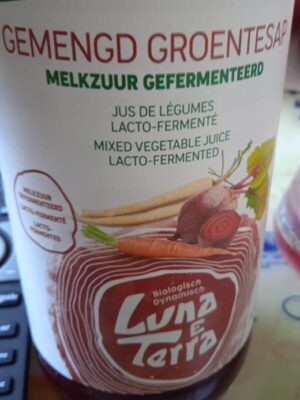 GEMENGD GROENTESAP
MELKZUUR GEFERMENTEERD
JUS DE LÉGUMES
LACTO-FERMENTÉ
MIXED VEGETABLE JUICE
LACTO-FERMENTED
MELKZUUR
GEFERMENTEERD
LACTO-FERMENTÉ
LACTO-
FERMENTED
Biologisch
Dynamisch
Luna
E
Terra